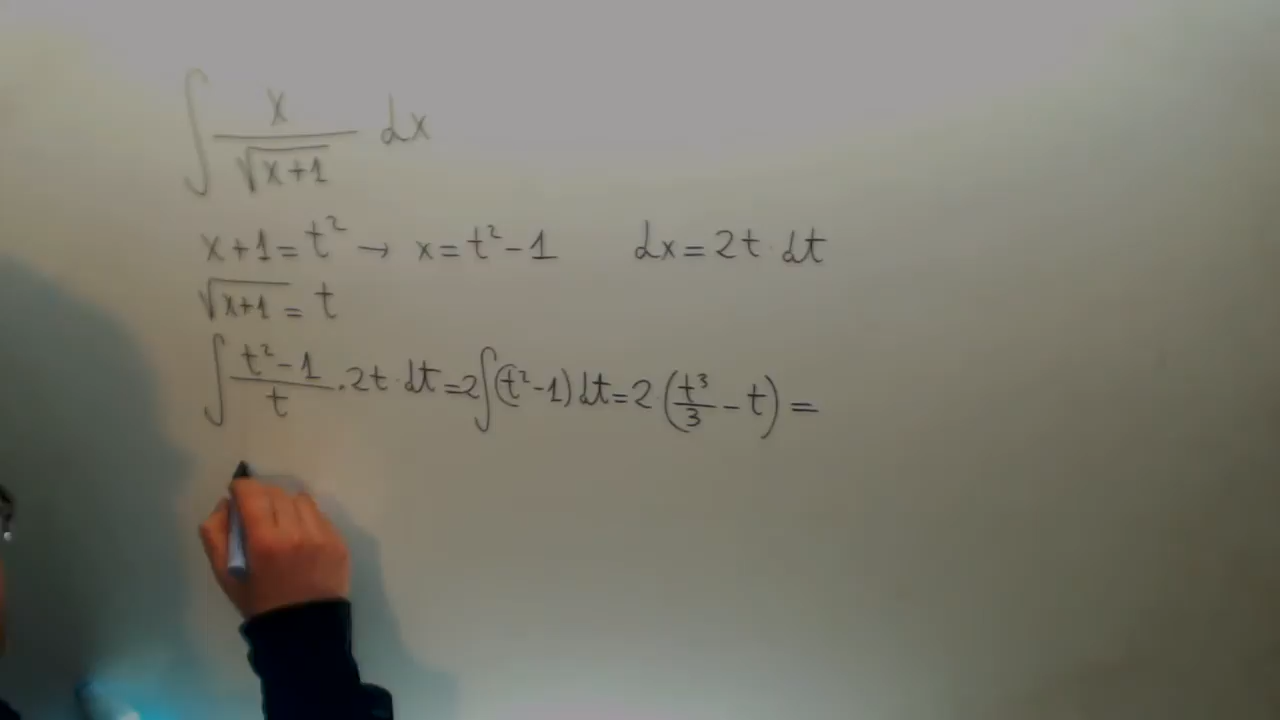 ∫ x/√(x+1) dx
x+1 = t² → x = t² - 1 dx = 2t · dt
√(x+1) = t
∫ (t² - 1)/t · 2t · dt = 2∫(t² - 1) dt = 2 · (t³/3 - t) =